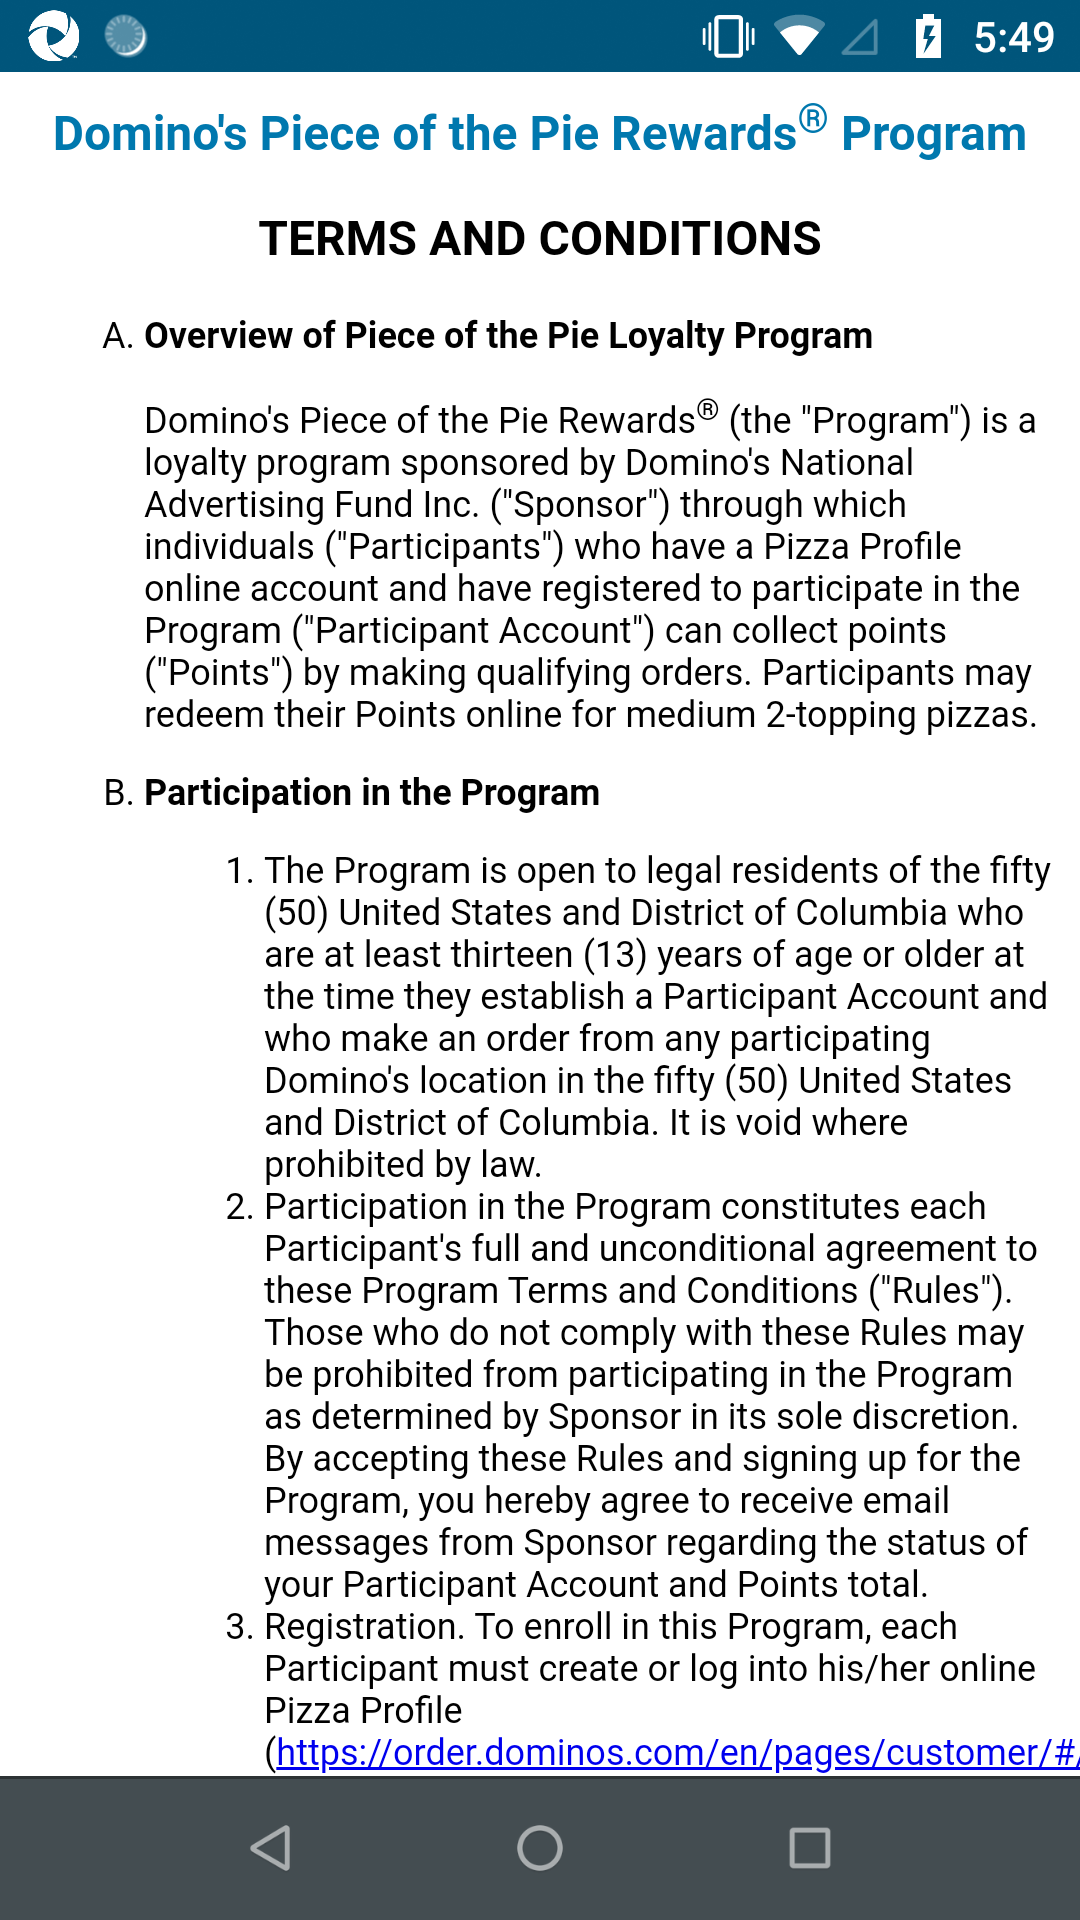 5:49
Domino's Piece of the Pie Rewards® Program
TERMS AND CONDITIONS
A. Overview of Piece of the Pie Loyalty Program
Domino's Piece of the Pie Rewards® (the "Program") is a
loyalty program sponsored by Domino's National
Advertising Fund Inc. ("Sponsor") through which
individuals ("Participants") who have a Pizza Profile
online account and have registered to participate in the
Program ("Participant Account") can collect points
("Points") by making qualifying orders. Participants may
redeem their Points online for medium 2-topping pizzas.
B. Participation in the Program
1. The Program is open to legal residents of the fifty
(50) United States and District of Columbia who
are at least thirteen (13) years of age or older at
the time they establish a Participant Account and
who make an order from any participating
Domino's location in the fifty (50) United States
and District of Columbia. It is void where
prohibited by law.
2. Participation in the Program constitutes each
Participant's full and unconditional agreement to
these Program Terms and Conditions ("Rules").
Those who do not comply with these Rules may
be prohibited from participating in the Program
as determined by Sponsor in its sole discretion.
By accepting these Rules and signing up for the
Program, you hereby agree to receive email
messages from Sponsor regarding the status of
your Participant Account and Points total.
3. Registration. To enroll in this Program, each
Participant must create or log into his/her online
Pizza Profile
(https://order.dominos.com/en/pages/customer/#/